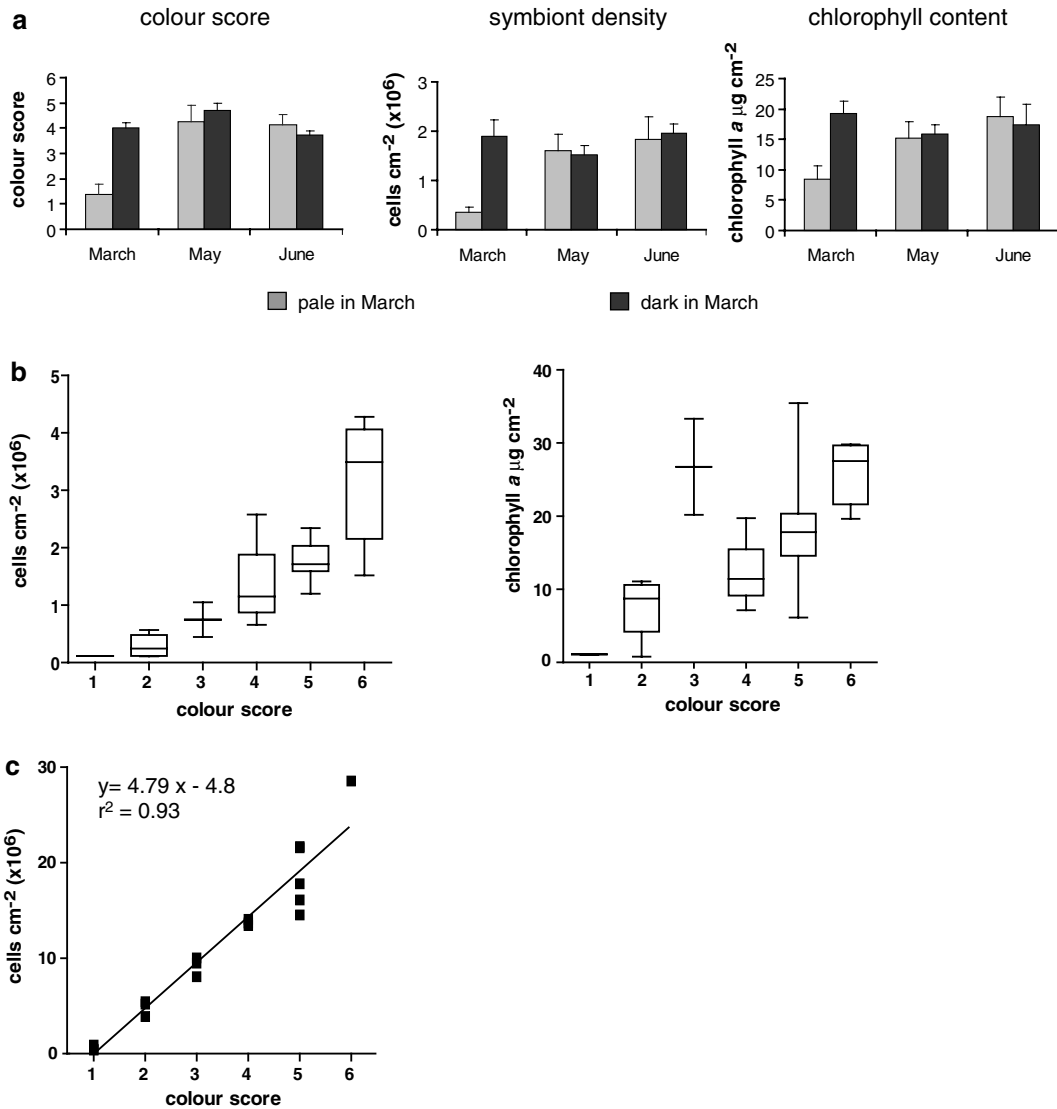 a
colour score
symbiont density
chlorophyll content
colour score
6
5
4
3
2
1
0
March May June
cells cm⁻² (x10⁶)
3
2
1
0
March May June
chlorophyll a µg cm⁻²
25
20
15
10
5
0
March May June
pale in March
dark in March
b
cells cm⁻² (x10⁶)
5
4
3
2
1
0
1 2 3 4 5 6
colour score
chlorophyll a µg cm⁻²
40
30
20
10
0
1 2 3 4 5 6
colour score
c
y= 4.79 x - 4.8
r² = 0.93
cells cm⁻² (x10⁶)
30
20
10
0
1 2 3 4 5 6
colour score